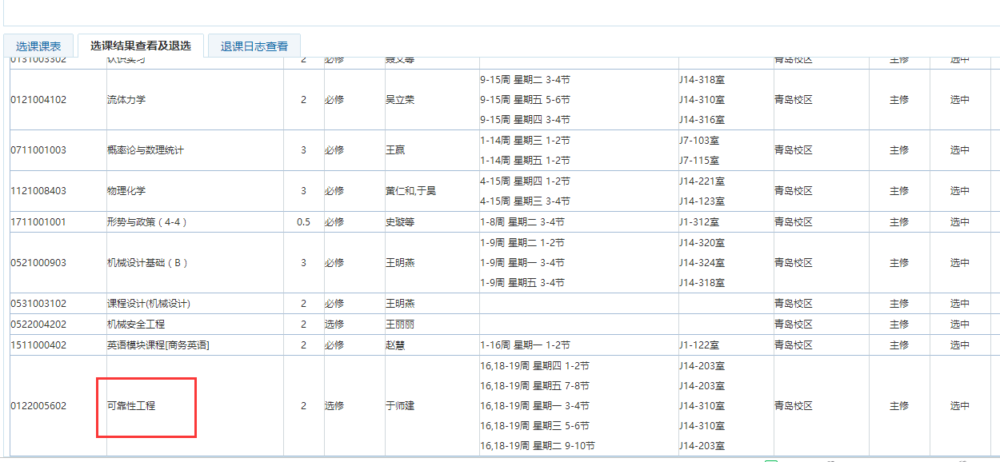 选课课表 选课结果查看及退选 退课日志查看
0131003302 认识实习 2 必修 聂文等 青岛校区 主修 选中
9-15周 星期二 3-4节 J14-318室
0121004102 流体力学 2 必修 吴立荣 9-15周 星期五 5-6节 J14-310室 青岛校区 主修 选中
9-15周 星期四 3-4节 J14-316室
1-14周 星期三 1-2节 J7-103室
0711001003 概率论与数理统计 3 必修 王赢 青岛校区 主修 选中
1-14周 星期五 1-2节 J7-115室
4-15周 星期四 1-2节 J14-221室
1121008403 物理化学 3 必修 黄仁和,于昊 青岛校区 主修 选中
4-15周 星期三 3-4节 J14-123室
1711001001 形势与政策（4-4） 0.5 必修 史璇等 1-8周 星期二 3-4节 J1-312室 青岛校区 主修 选中
1-9周 星期二 1-2节 J14-320室
0521000903 机械设计基础（B） 3 必修 王明燕 1-9周 星期一 3-4节 J14-324室 青岛校区 主修 选中
1-9周 星期五 3-4节 J14-318室
0531003102 课程设计(机械设计) 2 必修 王明燕 青岛校区 主修 选中
0522004202 机械安全工程 2 选修 王丽丽 青岛校区 主修 选中
1511000402 英语模块课程[商务英语] 2 必修 赵慧 1-16周 星期一 1-2节 J1-122室 青岛校区 主修 选中
16,18-19周 星期四 1-2节 J14-203室
16,18-19周 星期五 7-8节 J14-203室
0122005602 可靠性工程 2 选修 于师建 16,18-19周 星期一 3-4节 J14-310室 青岛校区 主修 选中
16,18-19周 星期三 5-6节 J14-310室
16,18-19周 星期二 9-10节 J14-203室